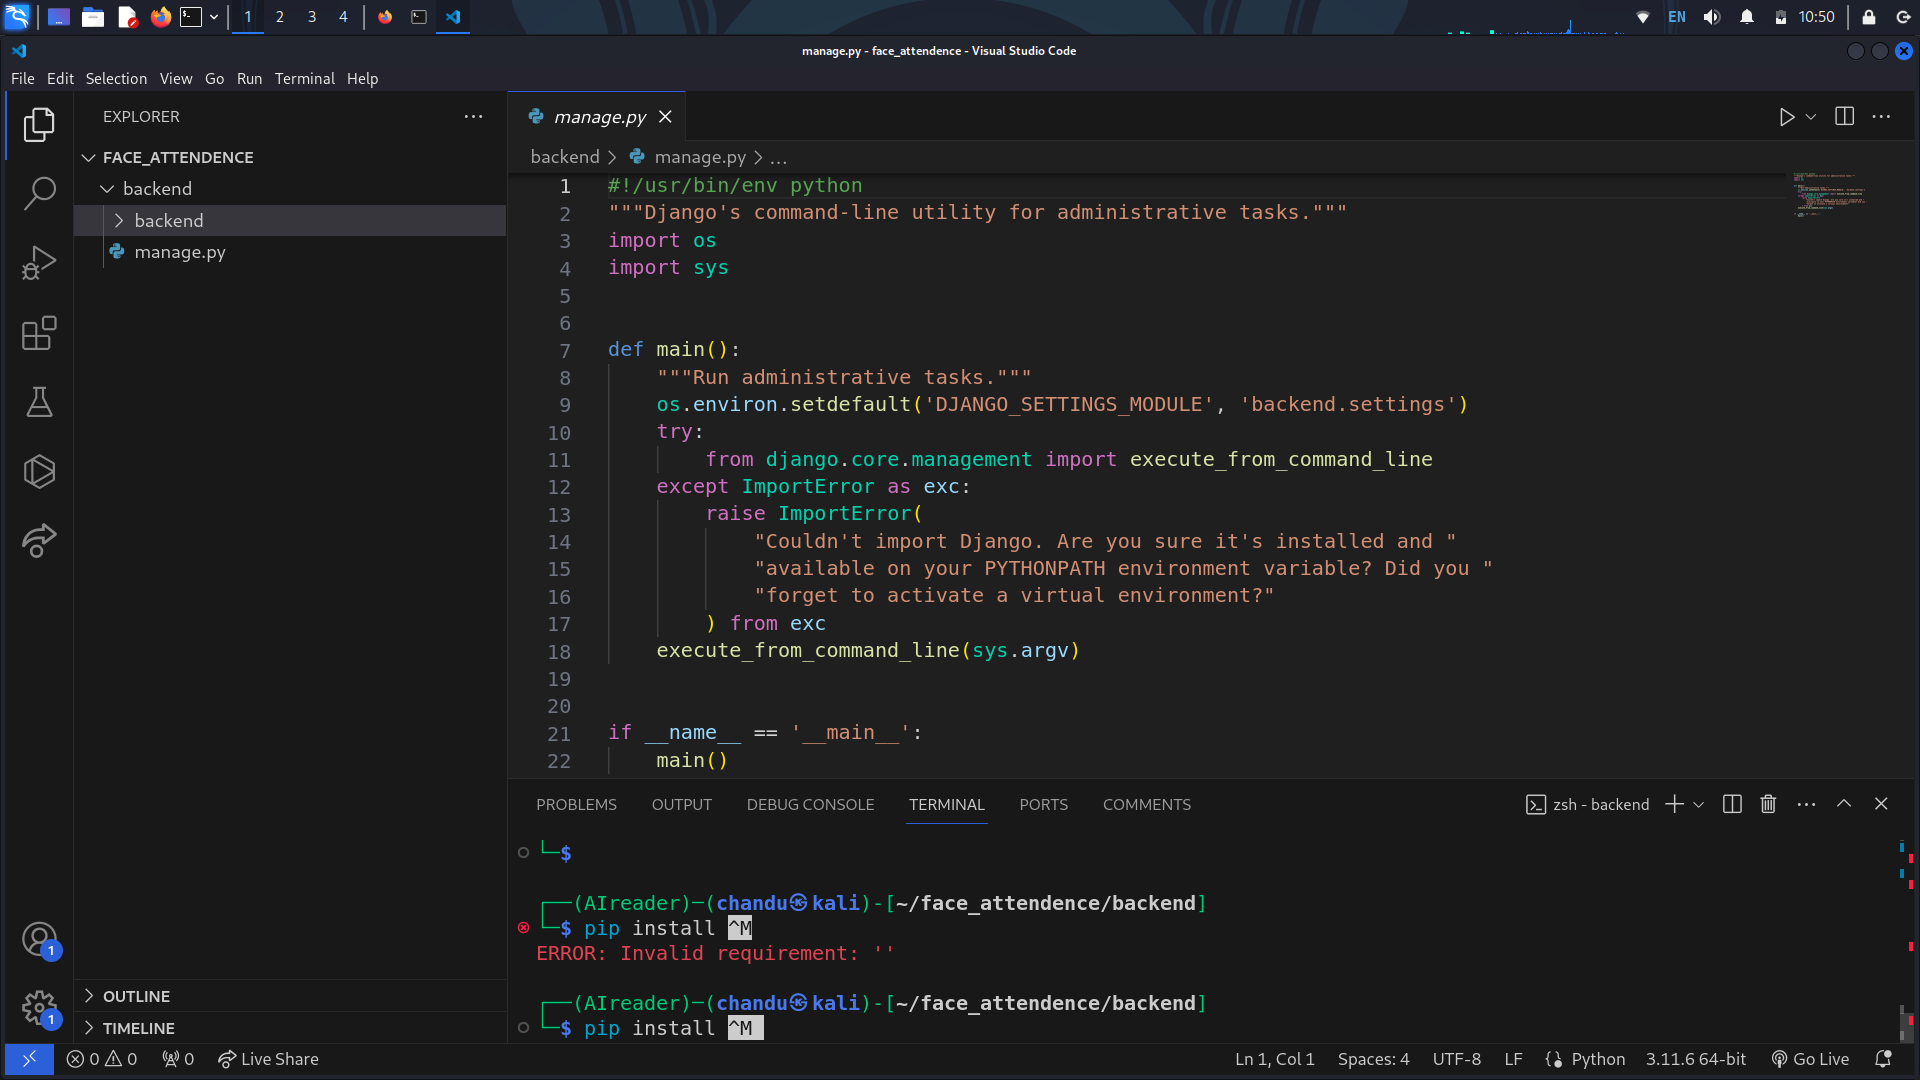 1 2 3 4 EN 10:50
manage.py - face_attendence - Visual Studio Code
File Edit Selection View Go Run Terminal Help
EXPLORER
FACE_ATTENDENCE
backend
backend
manage.py
OUTLINE
TIMELINE
manage.py
backend > manage.py > ...
1 #!/usr/bin/env python
2 """Django's command-line utility for administrative tasks."""
3 import os
4 import sys
5
6
7 def main():
8     """Run administrative tasks."""
9     os.environ.setdefault('DJANGO_SETTINGS_MODULE', 'backend.settings')
10     try:
11         from django.core.management import execute_from_command_line
12     except ImportError as exc:
13         raise ImportError(
14             "Couldn't import Django. Are you sure it's installed and "
15             "available on your PYTHONPATH environment variable? Did you "
16             "forget to activate a virtual environment?"
17         ) from exc
18     execute_from_command_line(sys.argv)
19
20
21 if __name__ == '__main__':
22     main()
PROBLEMS OUTPUT DEBUG CONSOLE TERMINAL PORTS COMMENTS zsh - backend
└─$
┌──(AIreader)─(chandu㉿kali)-[~/face_attendence/backend]
└─$ pip install ^M
ERROR: Invalid requirement: ''
┌──(AIreader)─(chandu㉿kali)-[~/face_attendence/backend]
└─$ pip install ^M
1
1
0 0 0 Live Share Ln 1, Col 1 Spaces: 4 UTF-8 LF {} Python 3.11.6 64-bit Go Live